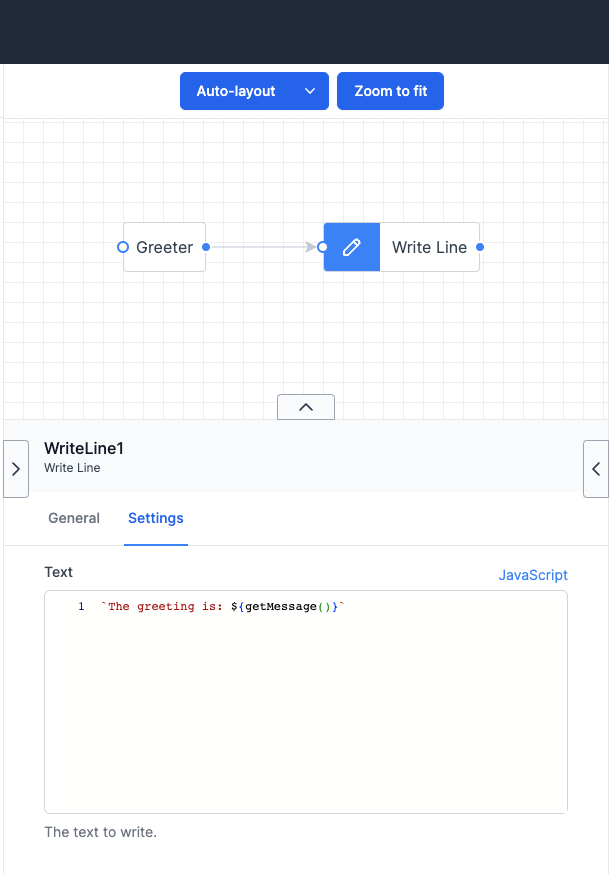 Auto-layout
Zoom to fit
Greeter
Write Line
WriteLine1
Write Line
General
Settings
Text
JavaScript
1 `The greeting is: ${getMessage()}`
The text to write.